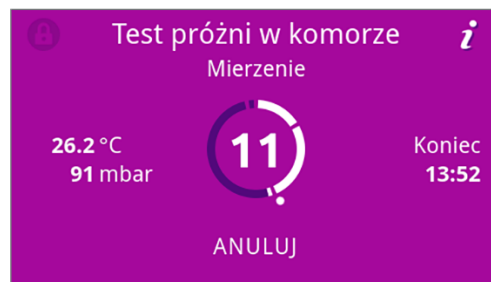 Test próżni w komorze
i
Mierzenie
26.2 °C
91 mbar
11
Koniec
13:52
ANULUJ